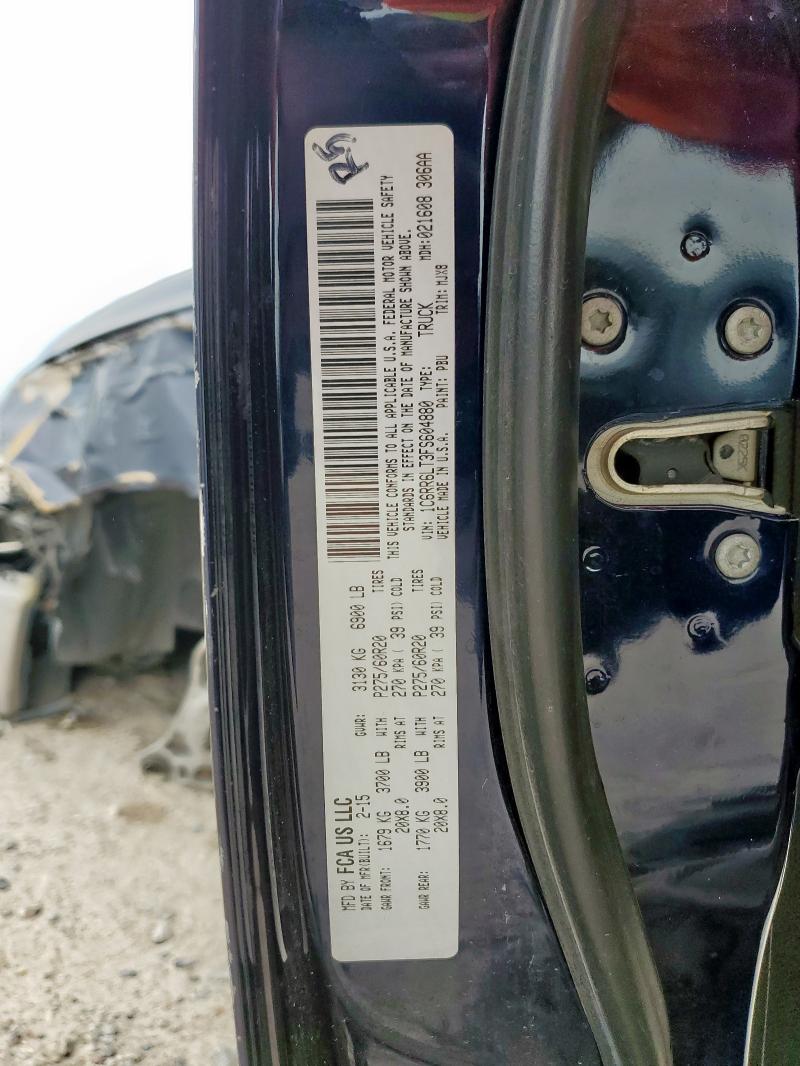 MFD BY FCA US LLC
DATE OF MFR(BUILT): 2-15 GVWR: 3130 KG 6900 LB
GAWR FRONT: 1679 KG 3700 LB WITH P275/60R20 TIRES
20X8.0 RIMS AT 270 KPA ( 39 PSI) COLD
GAWR REAR: 1770 KG 3900 LB WITH P275/60R20 TIRES
20X8.0 RIMS AT 270 KPA ( 39 PSI) COLD
R5
THIS VEHICLE CONFORMS TO ALL APPLICABLE U.S.A. FEDERAL MOTOR VEHICLE SAFETY
STANDARDS IN EFFECT ON THE DATE OF MANUFACTURE SHOWN ABOVE.
VIN: 1C6RR6LT3FS604880 TYPE: TRUCK MDH:021608 306AA
VEHICLE MADE IN U.S.A. PAINT: PBU TRIM: MJX8